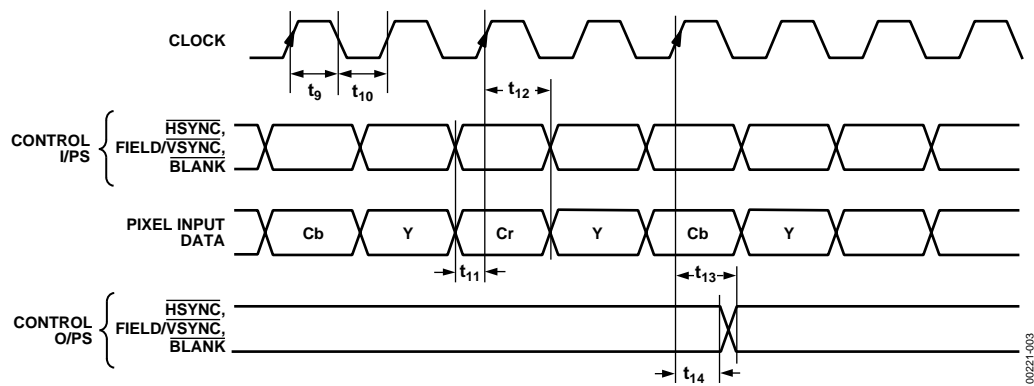 CLOCK
t9
t10
t12
CONTROL
I/PS
HSYNC,
FIELD/VSYNC,
BLANK
PIXEL INPUT
DATA
Cb
Y
Cr
Y
Cb
Y
t11
t13
CONTROL
O/PS
HSYNC,
FIELD/VSYNC,
BLANK
t14
00221-003